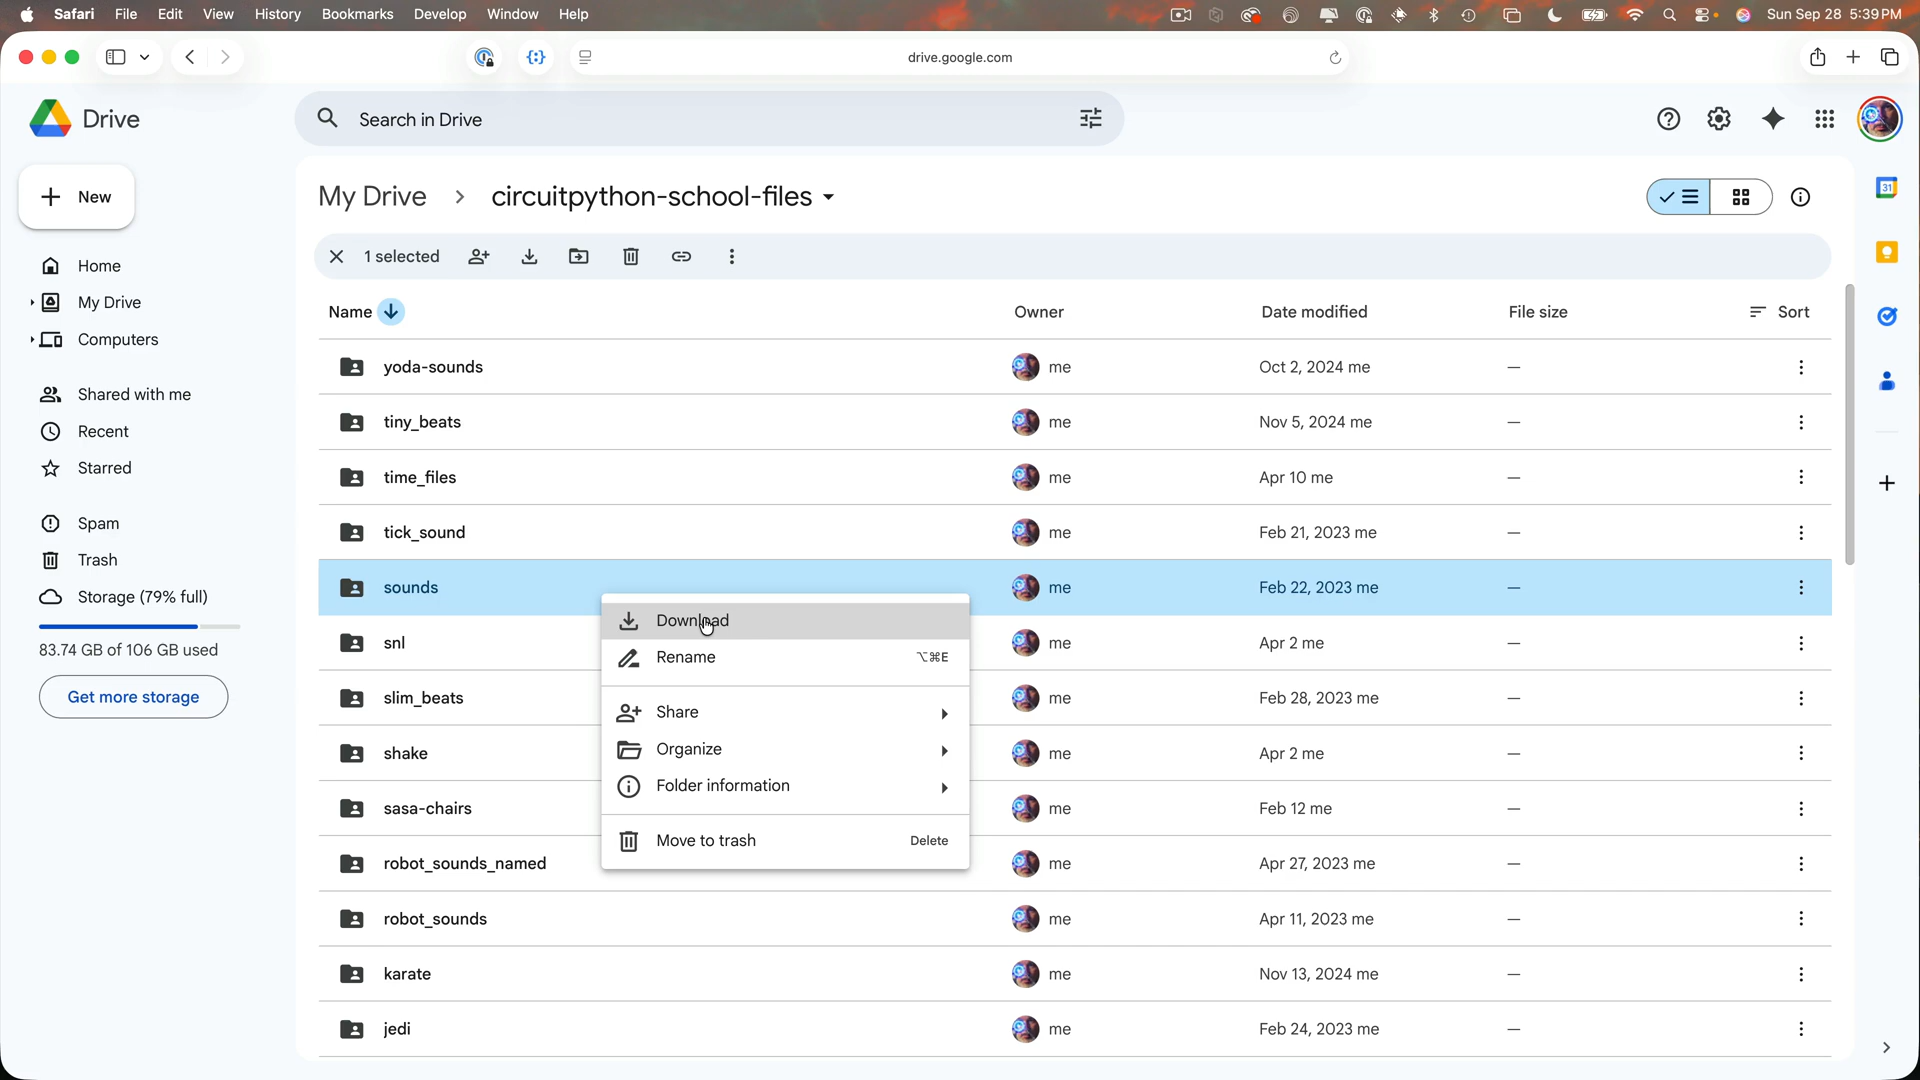 Safari File Edit View History Bookmarks Develop Window Help Sun Sep 28 5:39 PM
drive.google.com
Drive
Search in Drive
New
My Drive circuitpython-school-files
1 selected
Home
My Drive
Computers
Shared with me
Recent
Starred
Spam
Trash
Storage (79% full)
83.74 GB of 106 GB used
Get more storage
Name Owner Date modified File size Sort
yoda-sounds me Oct 2, 2024 me —
tiny_beats me Nov 5, 2024 me —
time_files me Apr 10 me —
tick_sound me Feb 21, 2023 me —
sounds me Feb 22, 2023 me —
snl me Apr 2 me —
slim_beats me Feb 28, 2023 me —
shake me Apr 2 me —
sasa-chairs me Feb 12 me —
robot_sounds_named me Apr 27, 2023 me —
robot_sounds me Apr 11, 2023 me —
karate me Nov 13, 2024 me —
jedi me Feb 24, 2023 me —
Download
Rename ⌥⌘E
Share
Organize
Folder information
Move to trash Delete
31